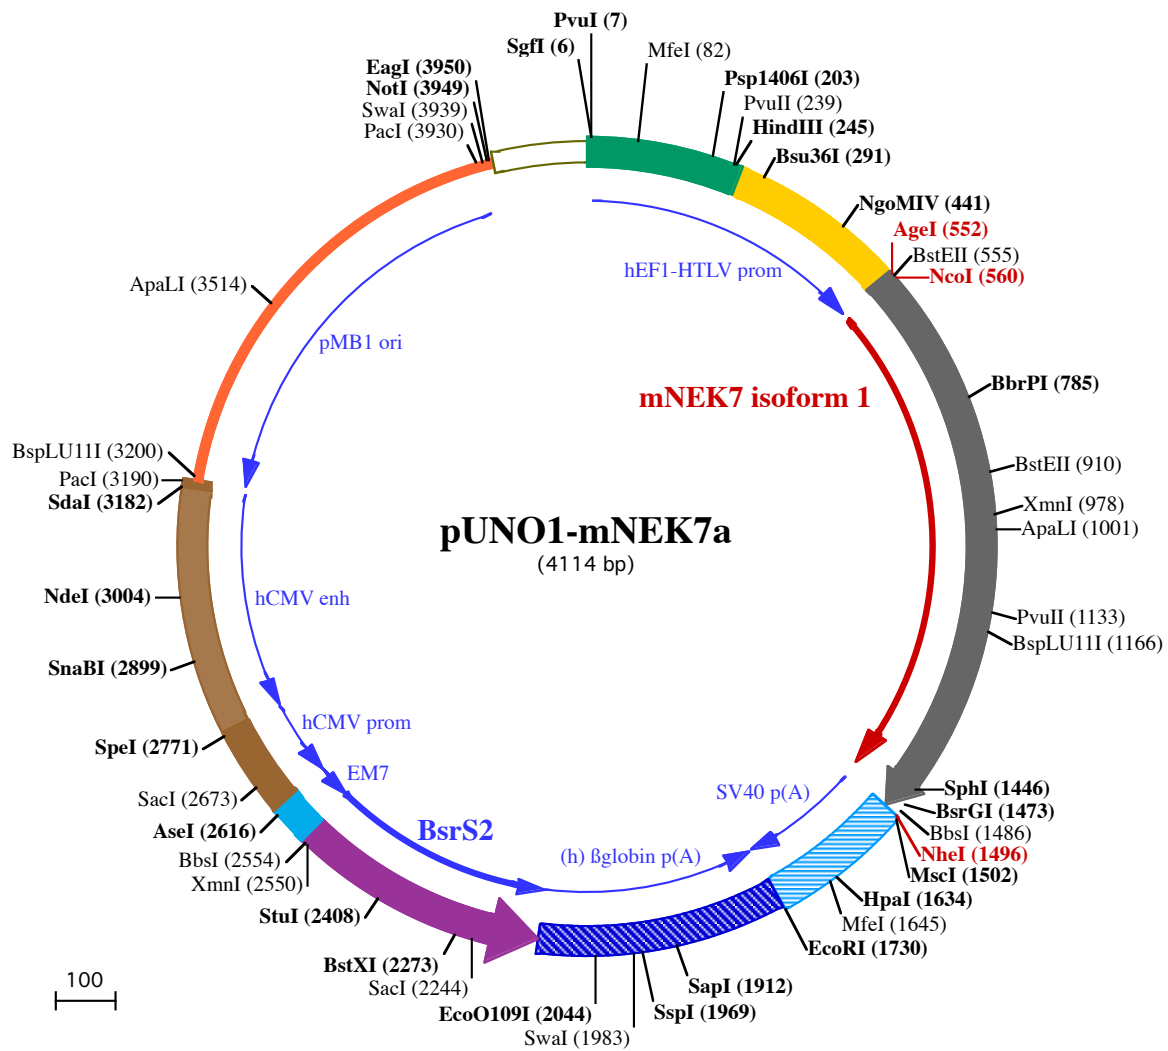 PvuI (7)
SgfI (6)
MfeI (82)
EagI (3950)
Psp1406I (203)
NotI (3949)
PvuII (239)
SwaI (3939)
HindIII (245)
PacI (3930)
Bsu36I (291)
NgoMIV (441)
AgeI (552)
BstEII (555)
NcoI (560)
hEF1-HTLV prom
ApaLI (3514)
pMB1 ori
BbrPI (785)
mNEK7 isoform 1
BspLU11I (3200)
BstEII (910)
PacI (3190)
SdaI (3182)
XmnI (978)
ApaLI (1001)
pUNO1-mNEK7a
(4114 bp)
NdeI (3004)
hCMV enh
PvuII (1133)
BspLU11I (1166)
SnaBI (2899)
hCMV prom
SpeI (2771)
EM7
SphI (1446)
SV40 p(A)
SacI (2673)
BsrGI (1473)
AseI (2616)
BsrS2
BbsI (1486)
NheI (1496)
(h) ßglobin p(A)
BbsI (2554)
MscI (1502)
XmnI (2550)
HpaI (1634)
StuI (2408)
MfeI (1645)
EcoRI (1730)
BstXI (2273)
100
SacI (2244)
SapI (1912)
EcoO109I (2044)
SspI (1969)
SwaI (1983)